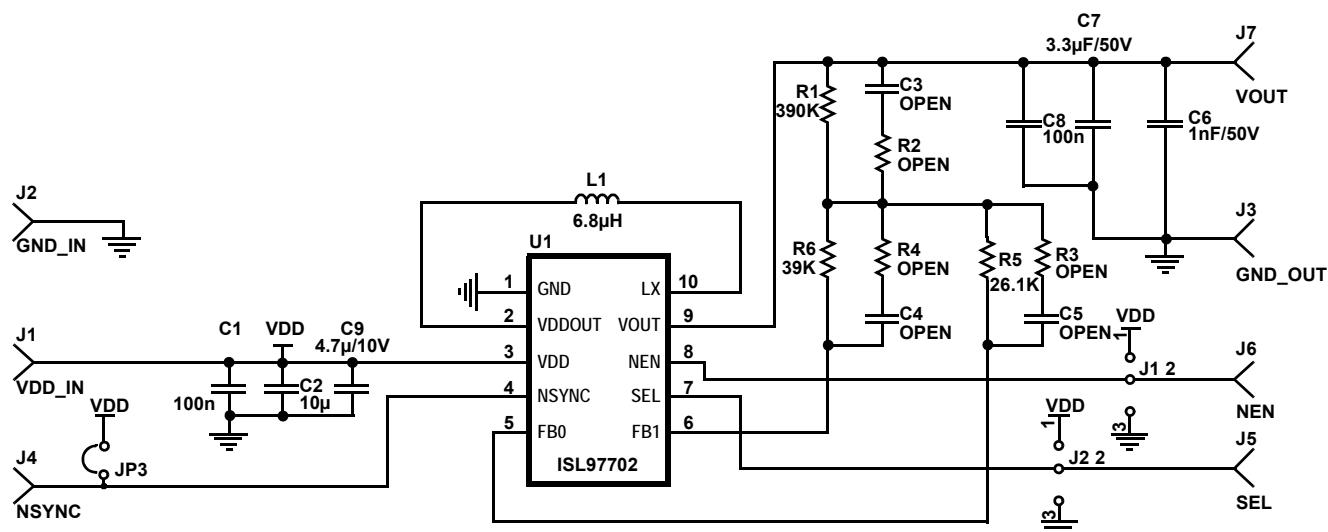 C7
3.3µF/50V
J7
VOUT
R1
390K
C3
OPEN
R2
OPEN
C8
100n
C6
1nF/50V
J2
GND_IN
L1
6.8µH
R6
39K
R4
OPEN
C4
OPEN
R5
26.1K
R3
OPEN
C5
OPEN
J3
GND_OUT
U1
1 GND LX 10
2 VDDOUT VOUT 9
3 VDD NEN 8
4 NSYNC SEL 7
5 FB0 FB1 6
ISL97702
J1
VDD_IN
C1
100n
VDD
C2
10µ
C9
4.7µ/10V
VDD
JP3
J4
NSYNC
VDD
1
J1 2
3
J6
NEN
VDD
1
J2 2
3
J5
SEL